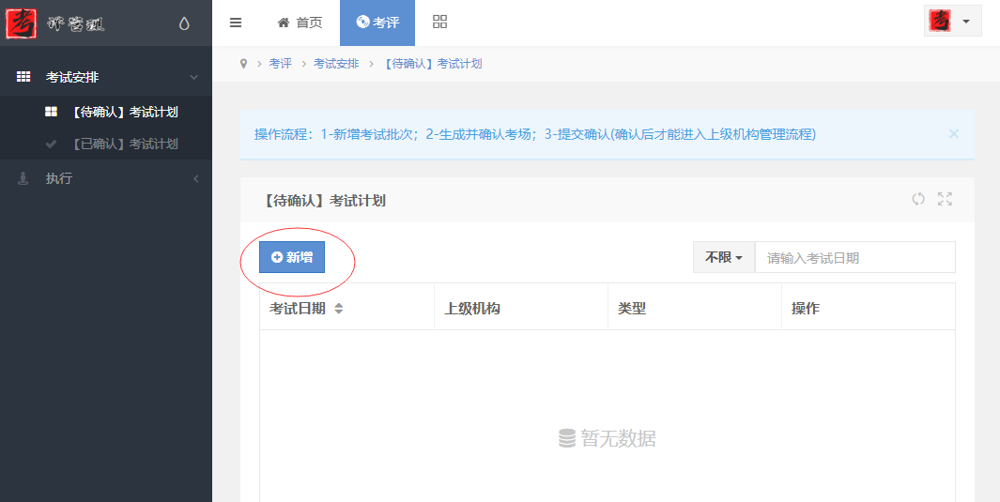 考 评管理
首页
考评
考评 > 考试安排 > 【待确认】考试计划
考试安排
【待确认】考试计划
【已确认】考试计划
执行
操作流程：1-新增考试批次；2-生成并确认考场；3-提交确认(确认后才能进入上级机构管理流程)
×
【待确认】考试计划
新增
不限
请输入考试日期
考试日期 上级机构 类型 操作
暂无数据
考